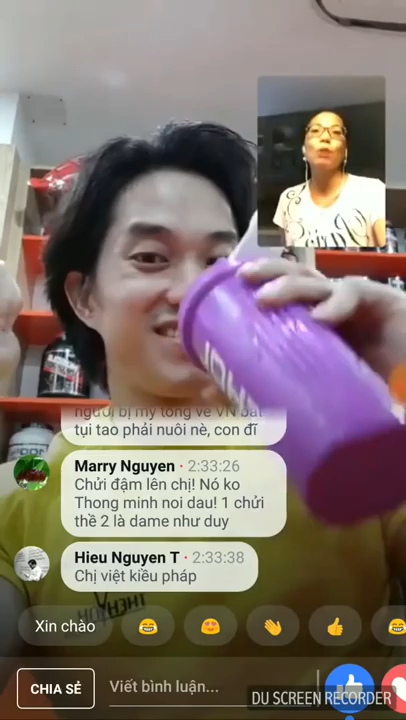 người bị mỹ tống về VN bắt
tụi tao phải nuôi nè, con đĩ
Marry Nguyen · 2:33:26
Chửi đậm lên chị! Nó ko
Thong minh noi dau! 1 chửi
thề 2 là dame như duy
Hieu Nguyen T · 2:33:38
Chị việt kiều pháp
Xin chào
CHIA SẺ
Viết bình luận...
DU SCREEN RECORDER